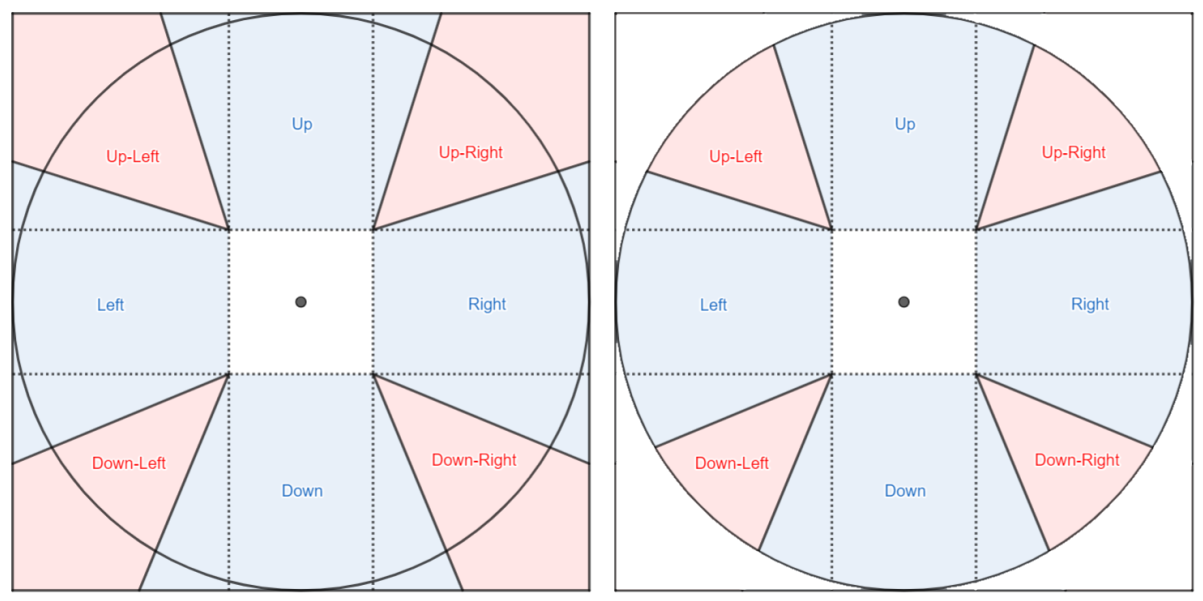 Up
Up-Left
Up-Right
Left
Right
Down-Left
Down-Right
Down
Up
Up-Left
Up-Right
Left
Right
Down-Left
Down-Right
Down